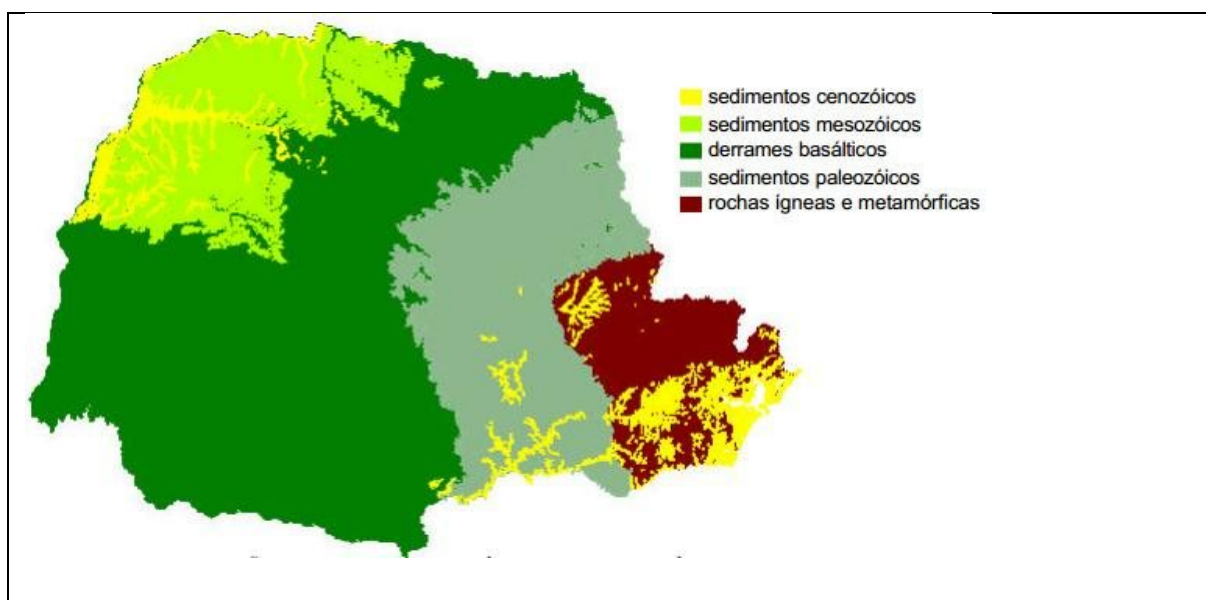 sedimentos cenozóicos
sedimentos mesozóicos
derrames basálticos
sedimentos paleozóicos
rochas ígneas e metamórficas